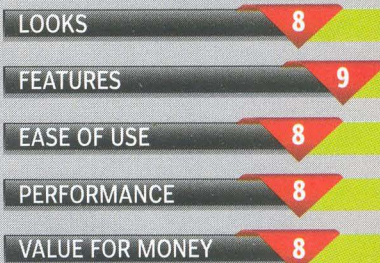 LOOKS 8
FEATURES 9
EASE OF USE 8
PERFORMANCE 8
VALUE FOR MONEY 8